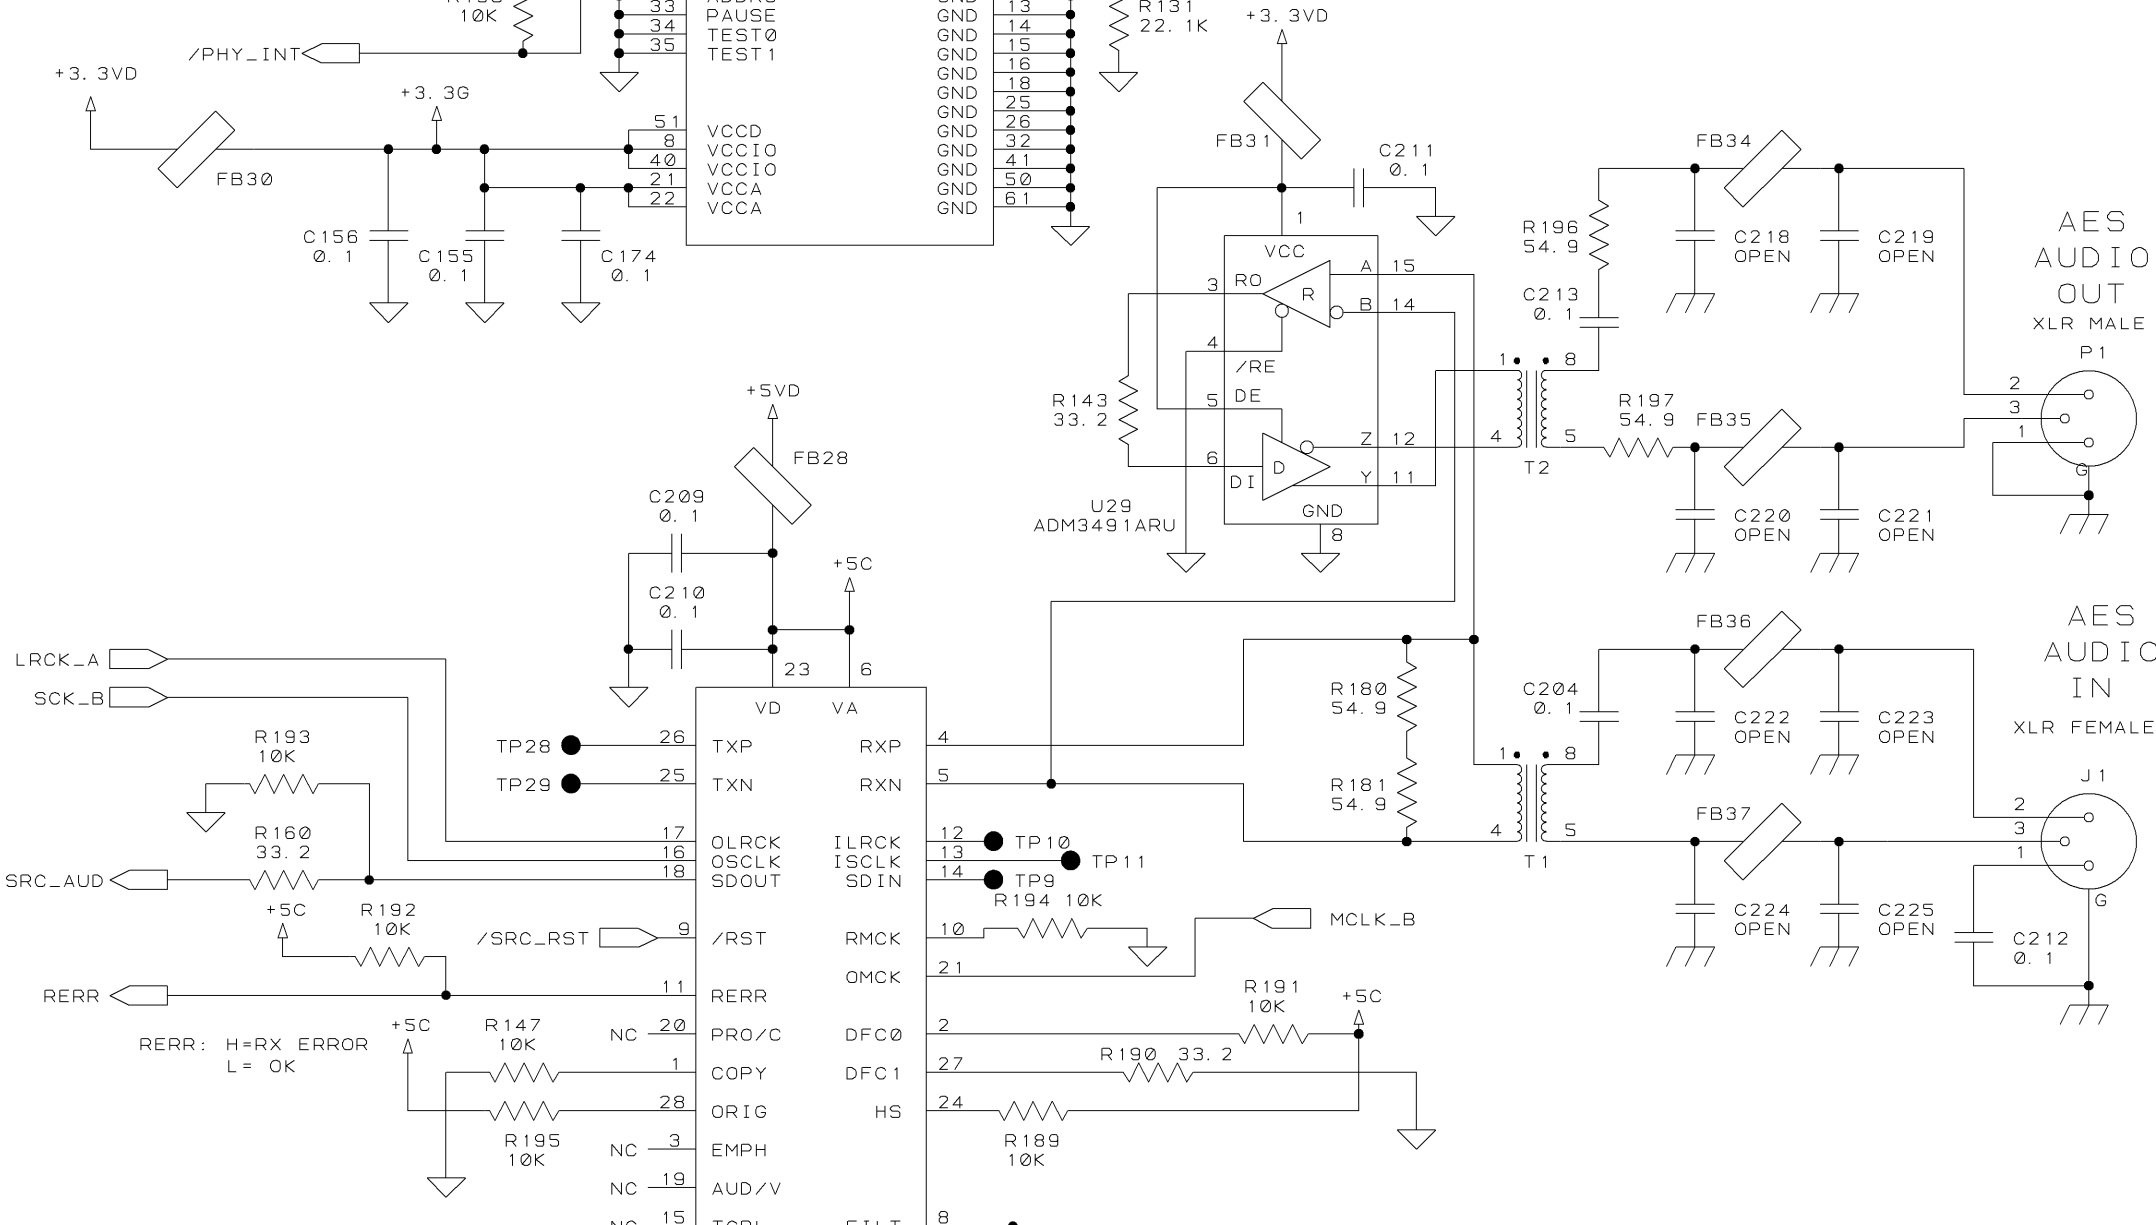 10K
/PHY_INT
33 PAUSE
34 TEST0
35 TEST1
51 VCCD
8 VCCIO
40 VCCIO
21 VCCA
22 VCCA
GND 13
GND 14
GND 15
GND 16
GND 18
GND 25
GND 26
GND 32
GND 41
GND 50
GND 61
R131
22.1K
+3.3VD
+3.3G
FB30
C156
0.1
C155
0.1
C174
0.1
+3.3VD
FB31
C211
0.1
1
VCC
RO 3
R
A 15
B 14
4
/RE
5 DE
R143
33.2
6
DI
D
Z 12
Y 11
GND
8
U29
ADM3491ARU
1 8
4 5
T2
R196
54.9
C213
0.1
R197
54.9
FB34
C218
OPEN
C219
OPEN
FB35
C220
OPEN
C221
OPEN
AES
AUDIO
OUT
XLR MALE
P1
2
3
1
G
+5VD
FB28
C209
0.1
C210
0.1
+5C
23 6
VD VA
LRCK_A
SCK_B
R193
10K
R160
33.2
SRC_AUD
+5C
R192
10K
RERR
RERR: H=RX ERROR
L= OK
TP28 26 TXP
TP29 25 TXN
17 OLRCK
16 OSCLK
18 SDOUT
/SRC_RST 9 /RST
11 RERR
NC 20 PRO/C
+5C
R147
10K
1 COPY
28 ORIG
R195
10K
NC 3 EMPH
NC 19 AUD/V
NC 15
RXP 4
RXN 5
ILRCK 12 TP10
ISCLK 13 TP11
SDIN 14 TP9
R194 10K
RMCK 10
OMCK 21
MCLK_B
R191
10K
+5C
DFC0 2
R190 33.2
DFC1 27
HS 24
R189
10K
8
R180
54.9
R181
54.9
1 8
4 5
T1
C204
0.1
FB36
C222
OPEN
C223
OPEN
FB37
C224
OPEN
C225
OPEN
AES
AUDIO
IN
XLR FEMALE
J1
2
3
1
G
C212
0.1